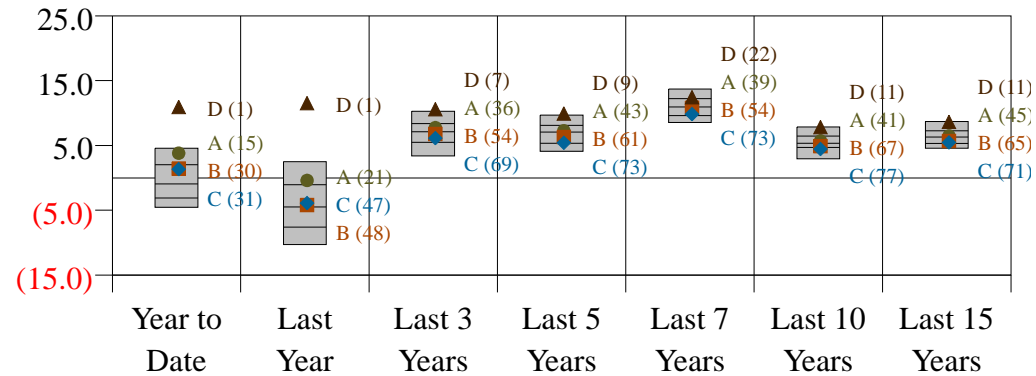 25.0
15.0
5.0
(5.0)
(15.0)
D (1)
A (15)
B (30)
C (31)
D (1)
A (21)
C (47)
B (48)
D (7)
A (36)
B (54)
C (69)
D (9)
A (43)
B (61)
C (73)
D (22)
A (39)
B (54)
C (73)
D (11)
A (41)
B (67)
C (77)
D (11)
A (45)
B (65)
C (71)
Year to
Date
Last
Year
Last 3
Years
Last 5
Years
Last 7
Years
Last 10
Years
Last 15
Years